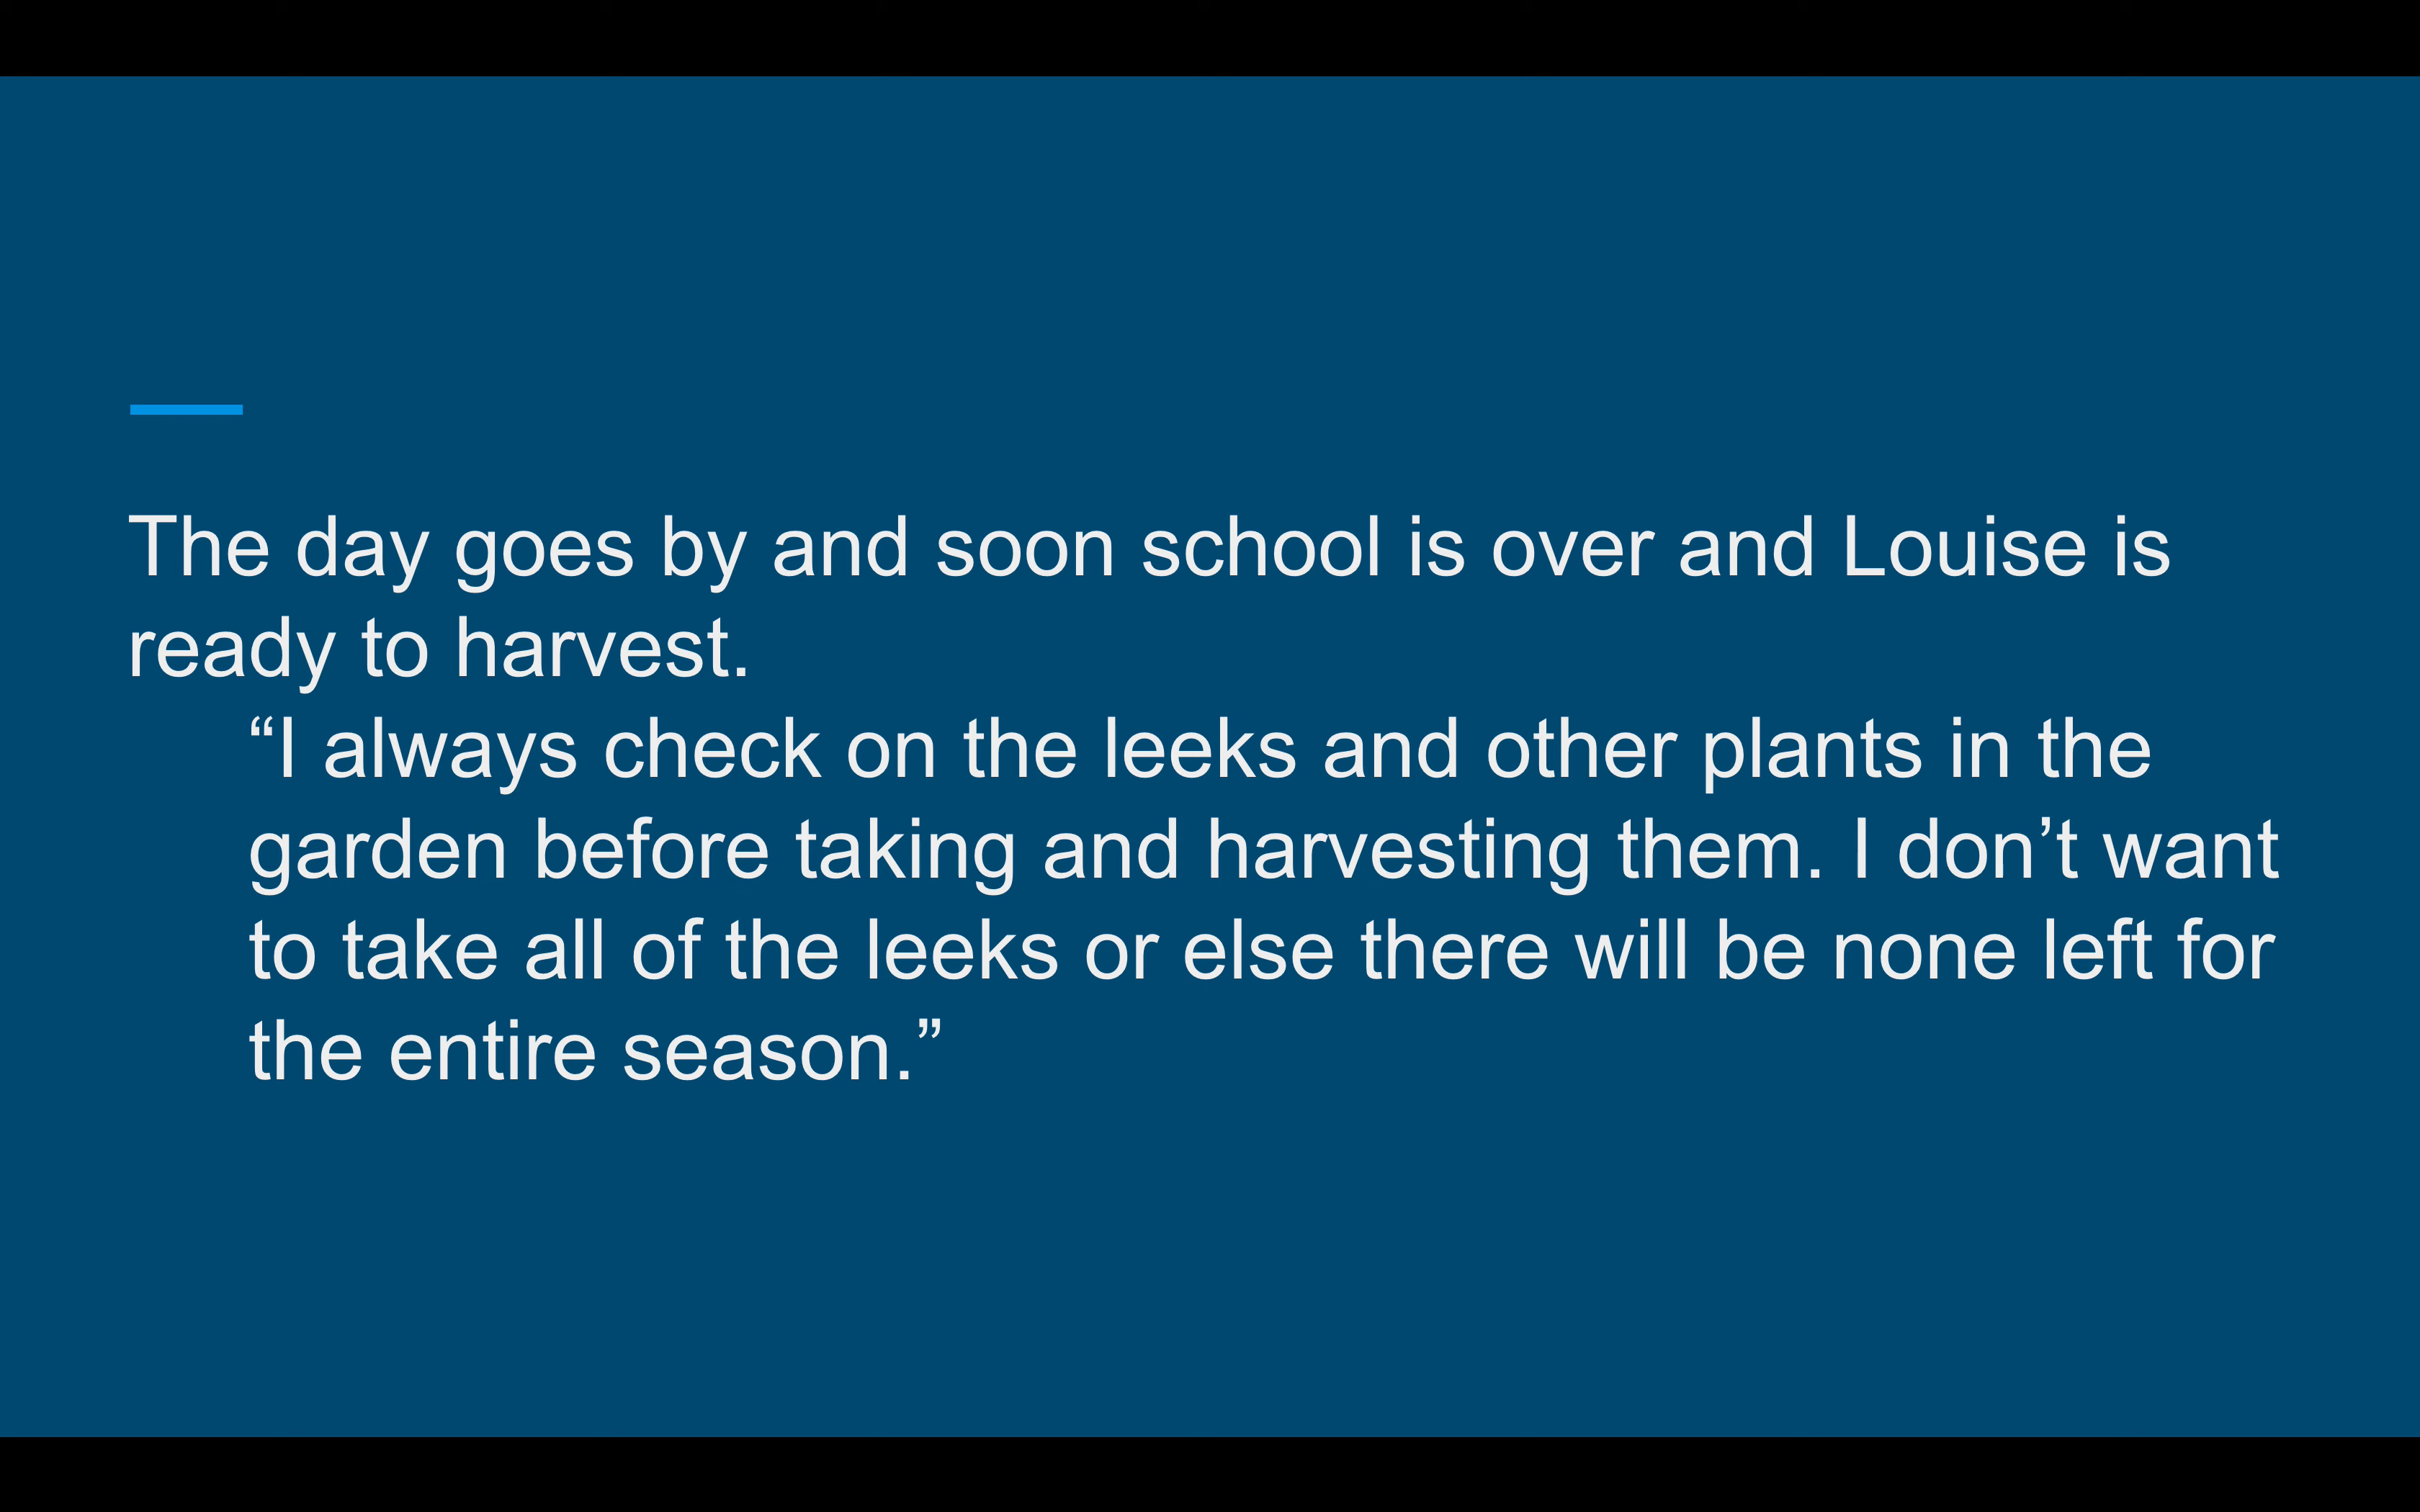 The day goes by and soon school is over and Louise is
ready to harvest.
“I always check on the leeks and other plants in the
garden before taking and harvesting them. I don’t want
to take all of the leeks or else there will be none left for
the entire season.”